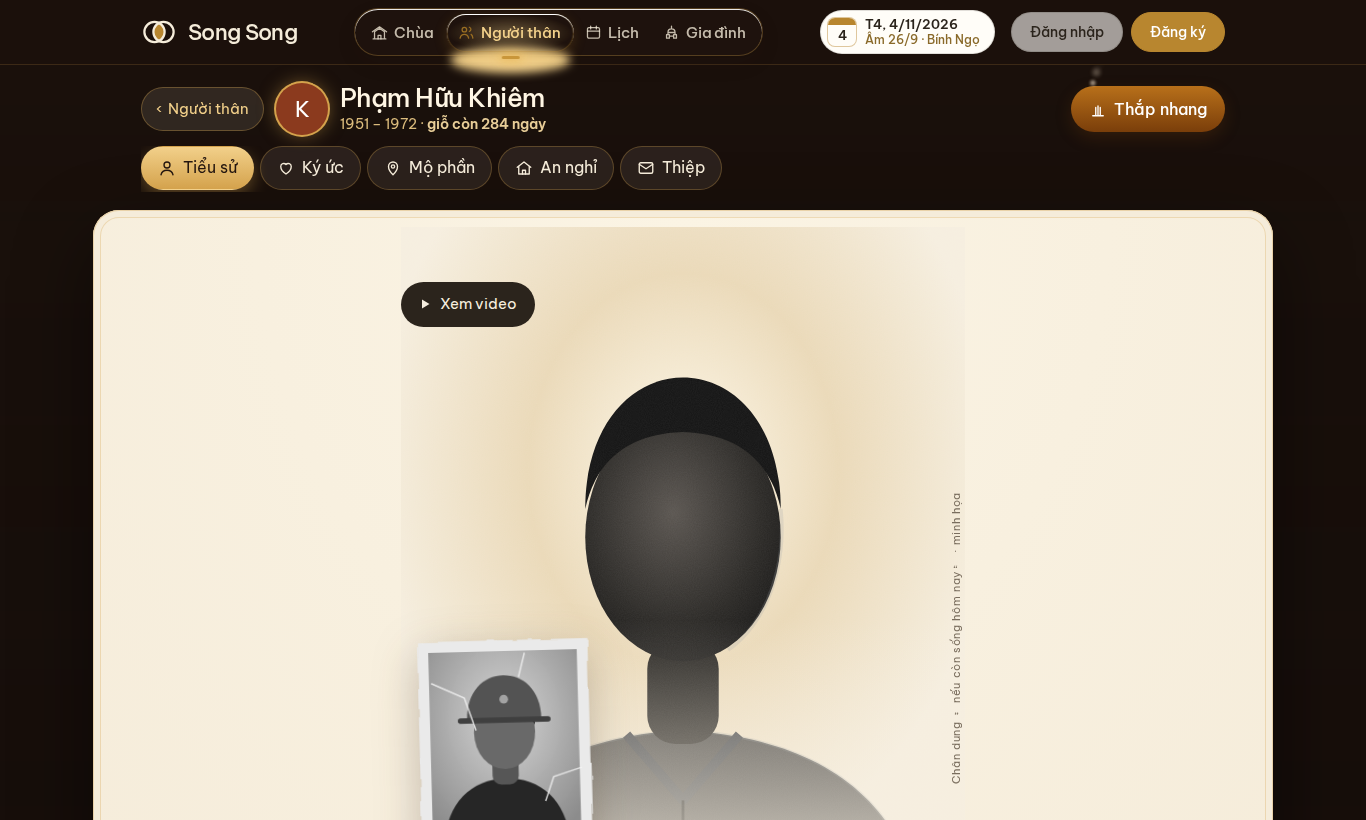 Song Song
Chùa
Người thân
Lịch
Gia đình
4
T4, 4/11/2026
Âm 26/9 · Bính Ngọ
Đăng nhập
Đăng ký
‹ Người thân
K
Phạm Hữu Khiêm
1951 – 1972 · giỗ còn 284 ngày
Thắp nhang
Tiểu sử
Ký ức
Mộ phần
An nghỉ
Thiệp
Xem video
Chân dung “nếu còn sống hôm nay” · minh họa